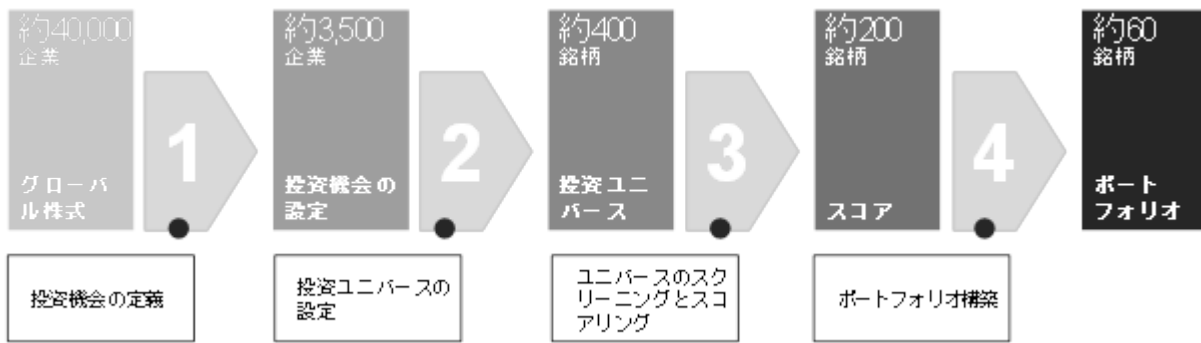 約40,000
企業
グローバ
ル株式
1
約3,500
企業
投資機会の
設定
2
約400
銘柄
投資ユニ
バース
3
約200
銘柄
スコア
4
約60
銘柄
ポート
フォリオ
投資機会の定義
投資ユニバースの
設定
ユニバースのスク
リーニングとスコ
アリング
ポートフォリオ構築